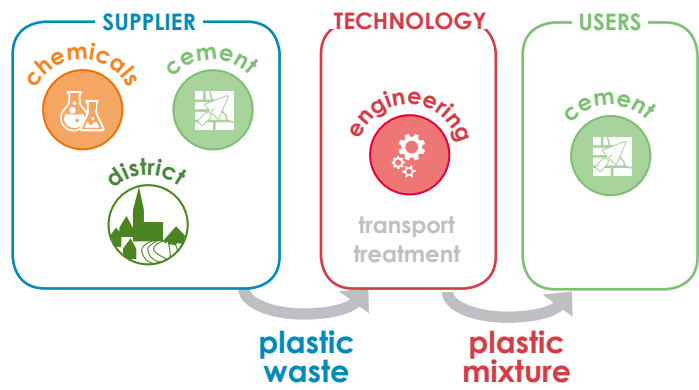 SUPPLIER
chemicals
cement
district
TECHNOLOGY
engineering
transport
treatment
USERS
cement
plastic
waste
plastic
mixture